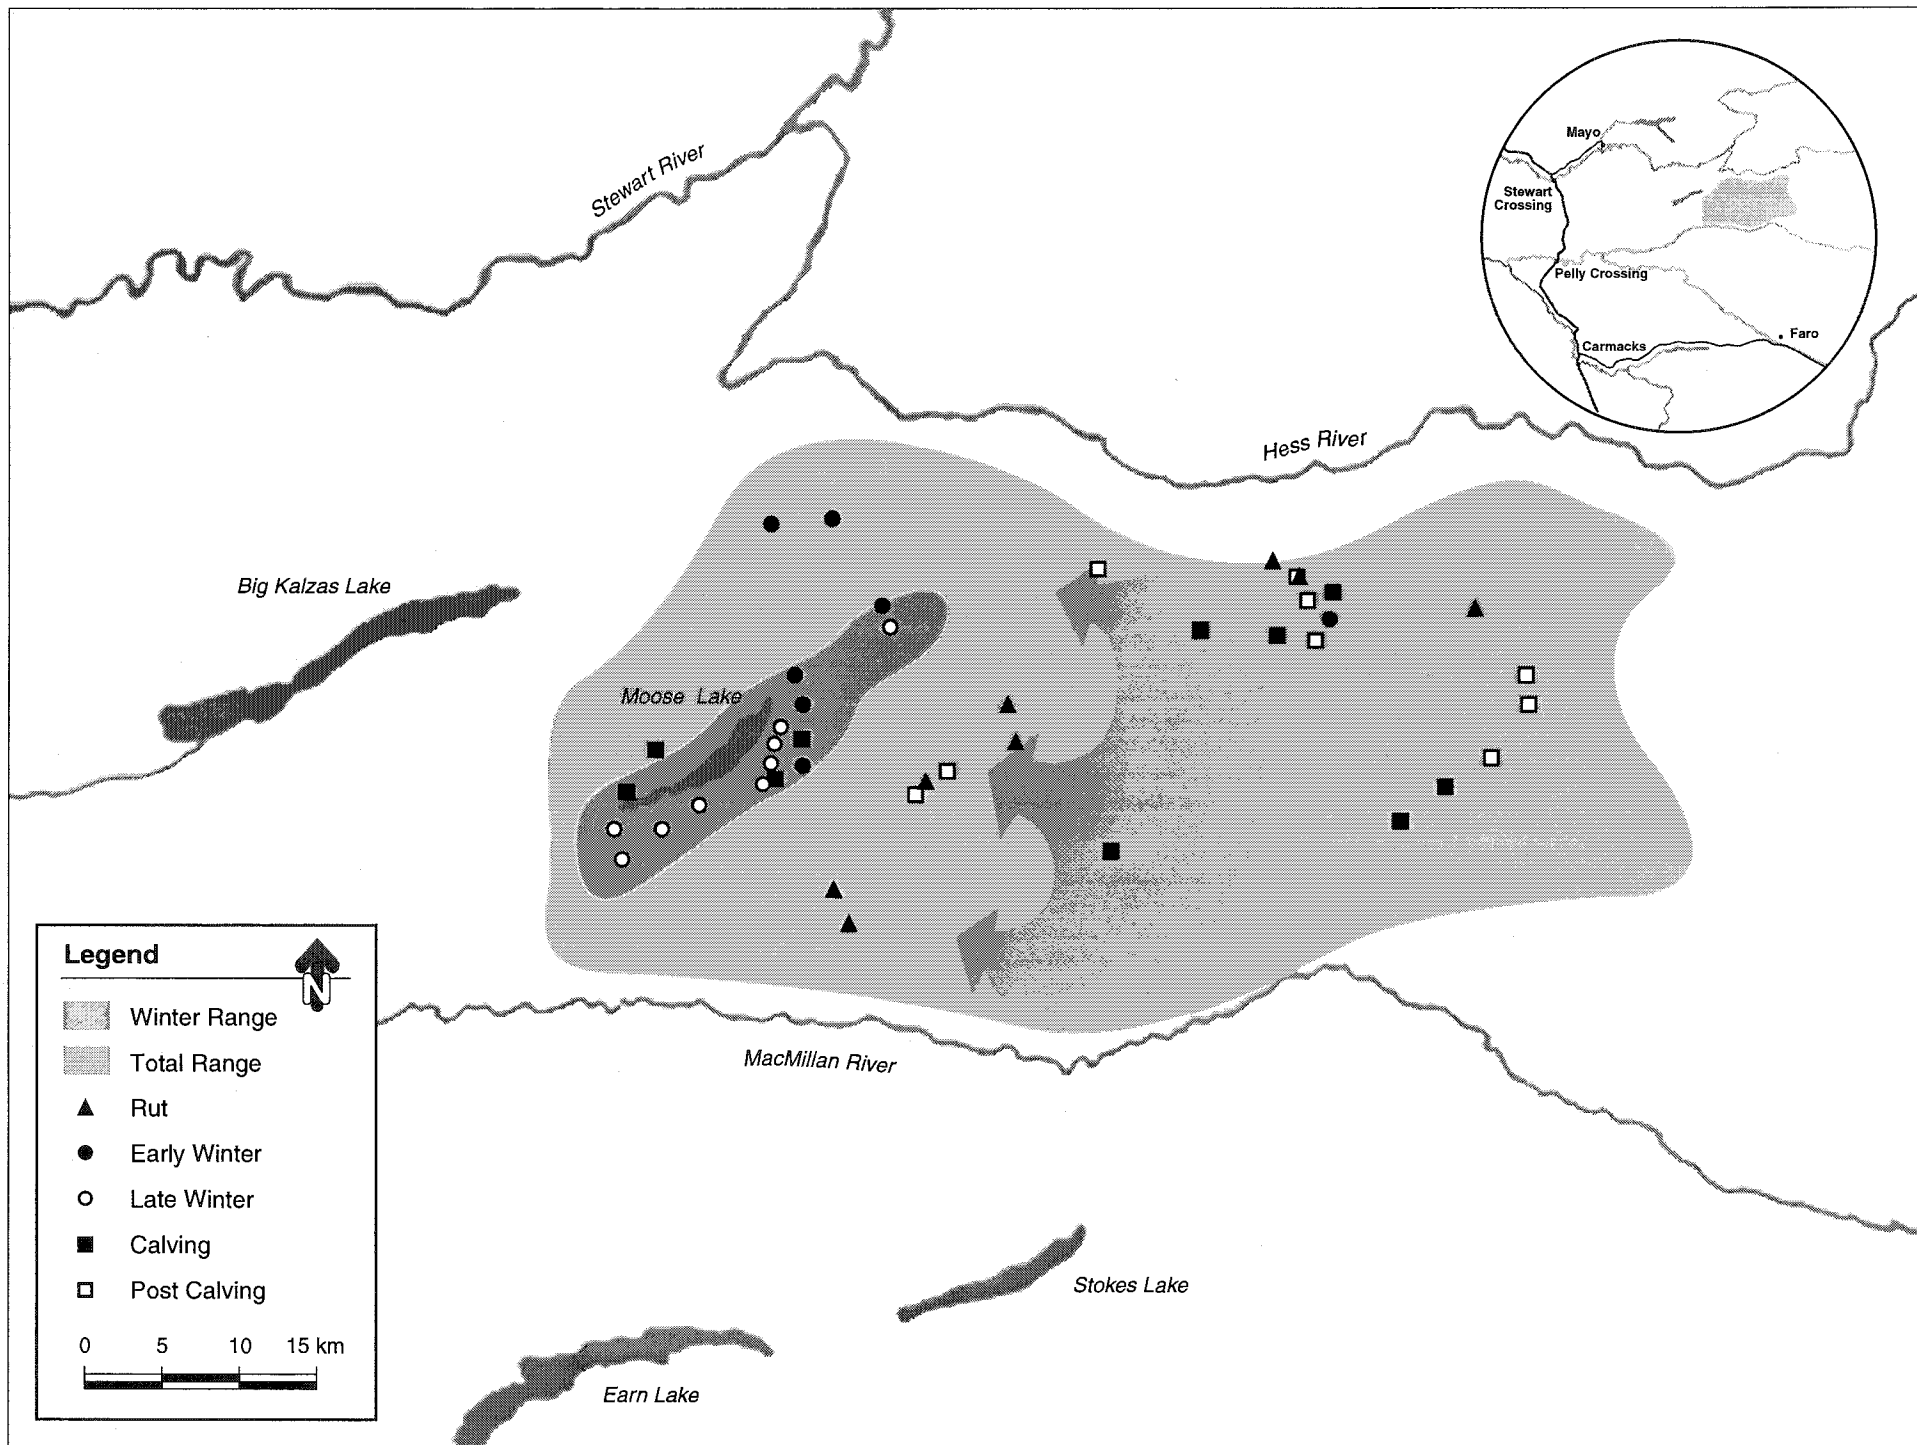 Stewart River
Mayo
Stewart
Crossing
Pelly Crossing
Faro
Carmacks
Hess River
Big Kalzas Lake
Moose Lake
Legend
N
Winter Range
Total Range
Rut
Early Winter
Late Winter
Calving
Post Calving
0 5 10 15 km
MacMillan River
Stokes Lake
Earn Lake